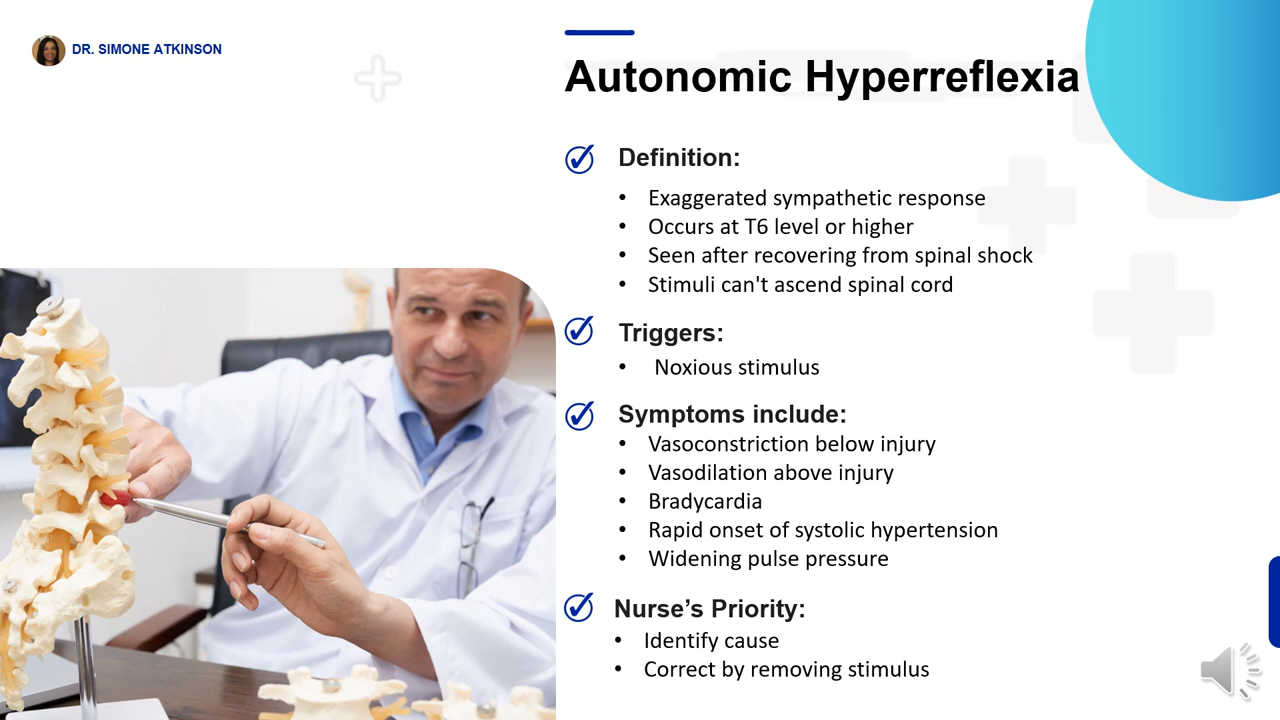 DR. SIMONE ATKINSON
Autonomic Hyperreflexia
Definition:
• Exaggerated sympathetic response
• Occurs at T6 level or higher
• Seen after recovering from spinal shock
• Stimuli can't ascend spinal cord
Triggers:
• Noxious stimulus
Symptoms include:
• Vasoconstriction below injury
• Vasodilation above injury
• Bradycardia
• Rapid onset of systolic hypertension
• Widening pulse pressure
Nurse’s Priority:
• Identify cause
• Correct by removing stimulus